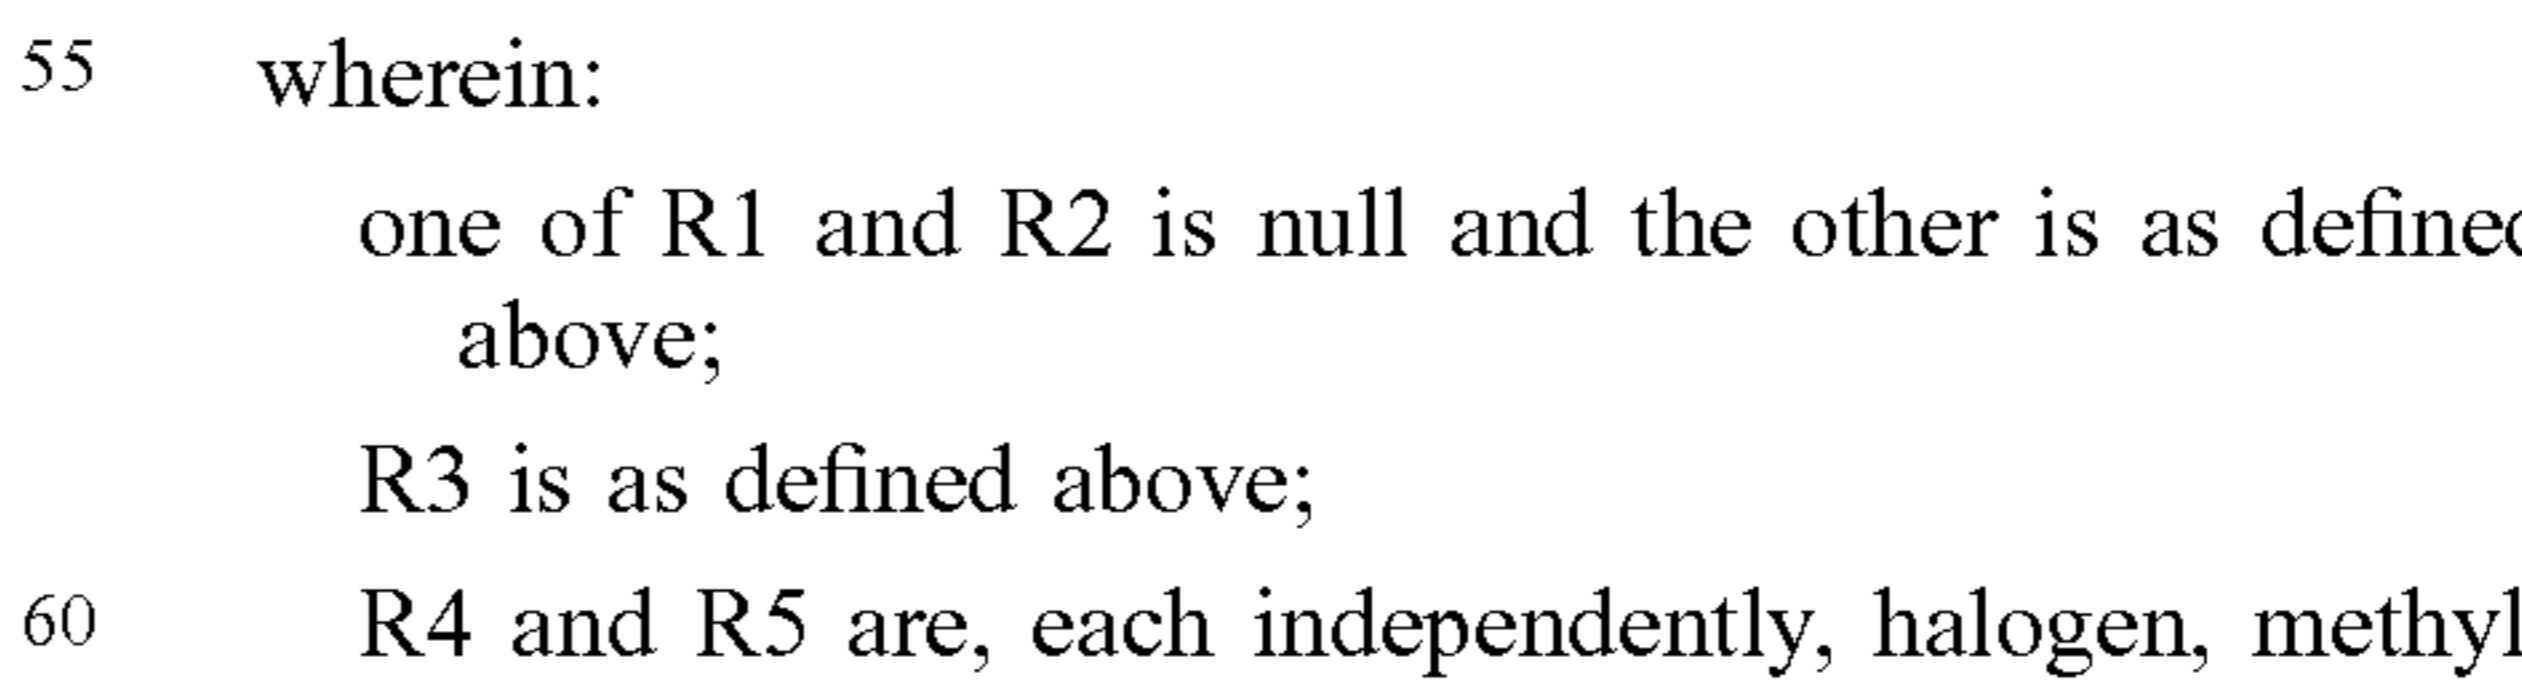 55 wherein:
one of R1 and R2 is null and the other is as defined
above;
R3 is as defined above;
60 R4 and R5 are, each independently, halogen, methyl